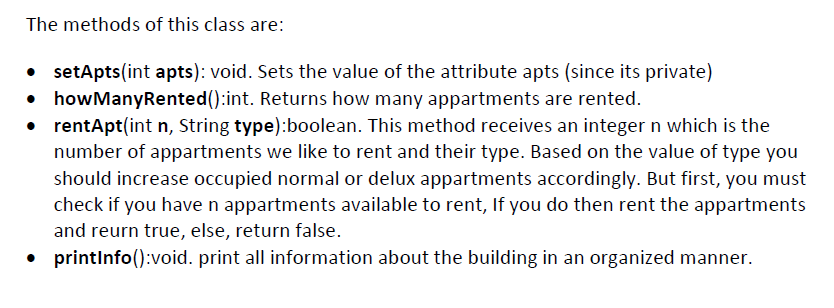 The methods of this class are:
• setApts(int apts): void. Sets the value of the attribute apts (since its private)
• howManyRented():int. Returns how many appartments are rented.
• rentApt(int n, String type):boolean. This method receives an integer n which is the
number of appartments we like to rent and their type. Based on the value of type you
should increase occupied normal or delux appartments accordingly. But first, you must
check if you have n appartments available to rent, If you do then rent the appartments
and reurn true, else, return false.
• printInfo():void. print all information about the building in an organized manner.